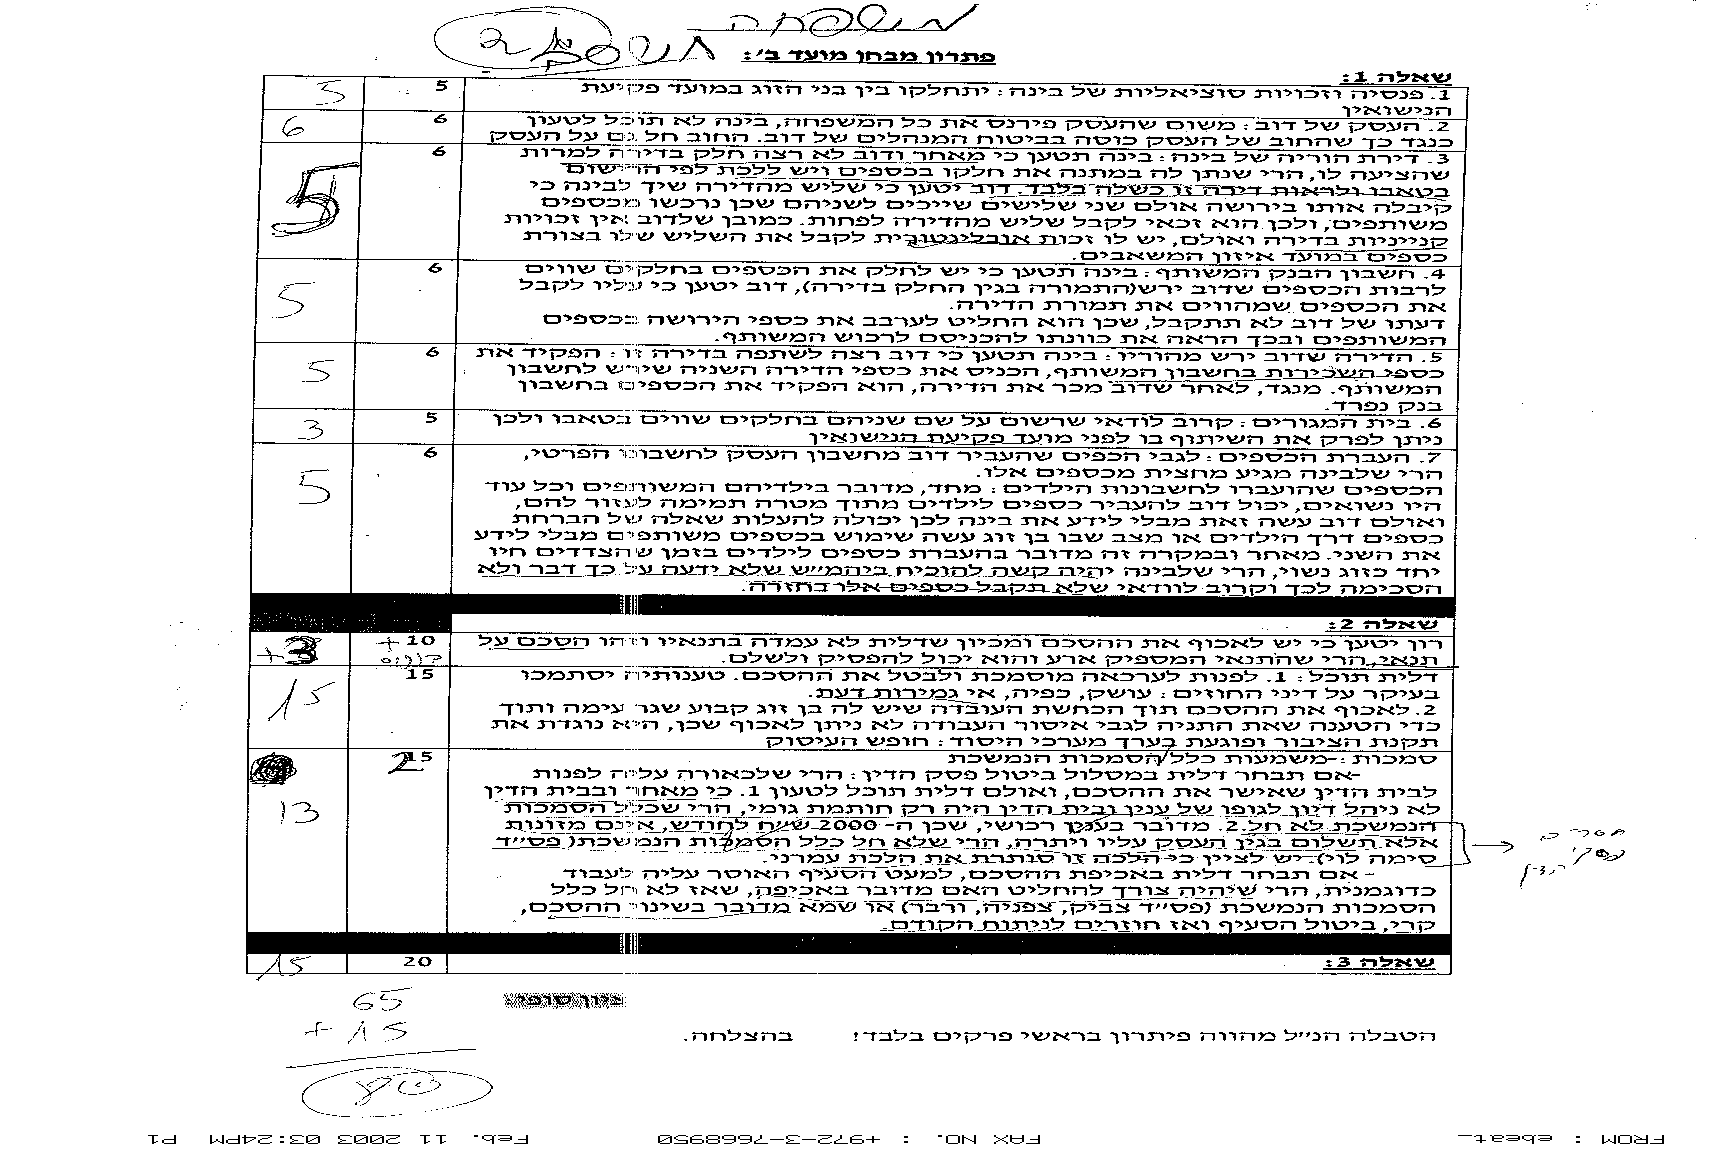 משפחה
תשס"ב 2
פתרון מבחן מועד ב':
שאלה 1:
1. פנסיה וזכויות סוציאליות של בינה: יתחלקו בין בני הזוג במועד פקיעת 5 5
הנישואין
2. העסק של דוב: משום שהעסק פירנס את כל המשפחה, בינה לא תוכל לטעון 6 6
כנגד כך שהחוב של העסק כוסה בביטוח המנהלים של דוב. החוב חל גם על העסק
3. דירת הוריה של בינה: בינה תטען כי מאחר ודוב לא רצה חלק בדירה למרות 6 5
שהציעה לו, הרי שנתן לה במתנה את חלקו בכספים ויש ללכת לפי הרישום
בטאבו ולראות דירה זו כשלה בלבד. דוב יטען כי שליש מהדירה שיך לבינה כי
קיבלה אותו בירושה אולם שני שלישים שייכים לשניהם שכן נרכשו מכספים
משותפים, ולכן הוא זכאי לקבל שליש מהדירה לפחות. כמובן שלדוב אין זכויות
קנייניות בדירה ואולם, יש לו זכות אובליגטורית לקבל את השליש שלו בצורת
כספים במועד איזון המשאבים.
4. חשבון הבנק המשותף: בינה תטען כי יש לחלק את הכספים בחלקים שווים 6 5
לרבות הכספים שדוב ירש(התמורה בגין החלק בדירה), דוב יטען כי עליו לקבל
את הכספים שמהווים את תמורת הדירה.
דעתו של דוב לא תתקבל, שכן הוא החליט לערבב את כספי הירושה בכספים
המשותפים ובכך הראה את כוונתו להכניסם לרכוש המשותף.
5. הדירה שדוב ירש מהוריו: בינה תטען כי דוב רצה לשתפה בדירה זו: הפקיד את 6 5
כספי השכירות בחשבון המשותף, הכניס את כספי הדירה השניה שירש לחשבון
המשותף. מנגד, לאחר שדוב מכר את הדירה, הוא הפקיד את הכספים בחשבון
בנק נפרד.
6. בית המגורים: קרוב לודאי שרשום על שם שניהם בחלקים שווים בטאבו ולכן 5 3
ניתן לפרק את השיתוף בו לפני מועד פקיעת הנישואין
7. העברת הכספים: לגבי הכפים שהעביר דוב מחשבון העסק לחשבונו הפרטי, 6 5
הרי שלבינה מגיע מחצית מכספים אלו.
הכספים שהועברו לחשבונות הילדים: מחד, מדובר בילדיהם המשותפים וכל עוד
היו נשואים, יכול דוב להעביר כספים לילדים מתוך מטרה תמימה לעזור להם,
ואולם דוב עשה זאת מבלי לידע את בינה לכן יכולה להעלות שאלה של הברחת
כספים דרך הילדים או מצב שבו בן זוג עשה שימוש בכספים משותפים מבלי לידע
את השני. מאחר ובמקרה זה מדובר בהעברת כספים לילדים בזמן שהצדדים חיו
יחד כזוג נשוי, הרי שלבינה יהיה קשה להוכיח ביהמ״ש שלא ידעה על כך דבר ולא
הסכימה לכך וקרוב לוודאי שלא תקבל כספים אלו בחזרה.
שאלה 2:
רון יטען כי יש לאכוף את ההסכם ומכיון שדלית לא עמדה בתנאיו וזהו הסכם על 10+ +3
תנאי, הרי שהתנאי המספיק ארע והוא יכול להפסיק ולשלם. בונוס
דלית תוכל: 1. לפנות לערכאה מוסמכת ולבטל את ההסכם. טענותיה יסתמכו 15 15
בעיקר על דיני החוזים: עושק, כפיה, אי גמירות דעת.
2. לאכוף את ההסכם תוך הכחשת העובדה שיש לה בן זוג קבוע שגר עימה ותוך
כדי הטענה שאת התניה לגבי איסור העבודה לא ניתן לאכוף שכן, היא נוגדת את
תקנת הציבור ופוגעת בערך מערכי היסוד: חופש העיסוק
סמכות: -משמעות כלל/הסמכות הנמשכת 25
-אם תבחר דלית במסלול ביטול פסק הדין: הרי שלכאורה עליה לפנות
לבית הדין שאישר את ההסכם, ואולם דלית תוכל לטעון 1. כי מאחר ובבית הדין 13
לא ניהל דיון לגופו של ענין ובית הדין היה רק חותמת גומי, הרי שכלל הסמכות
הנמשכת לא חל.2. מדובר בענין רכושי, שכן ה- 2000 ש״ח לחודש, אינם מזונות
אלא תשלום בגין העסק עליו ויתרה, הרי שלא חל כלל הסמכות הנמשכת( פס״ד
סימה לוי). יש לציין כי הלכה זו סותרת את הלכת עמרני.
- אם תבחר דלית באכיפת ההסכם, למעט הסעיף האוסר עליה לעבוד
כדוגמנית, הרי שיהיה צורך להחליט האם מדובר באכיפה, שאז לא חל כלל
הסמכות הנמשכת (פס״ד צביק, צפניה, ורבר) או שמא מדובר בשינוי ההסכם,
קרי, ביטול הסעיף ואז חוזרים לניתוח הקודם.
שאלה 3: 20 15
ניון סופי:
65
+ 15
80
הטבלה הנ״ל מהווה פיתרון בראשי פרקים בלבד! בהצלחה.
FROM : ebeat_ FAX NO. : +972-3-7668950 Feb. 11 2003 03:24PM P1